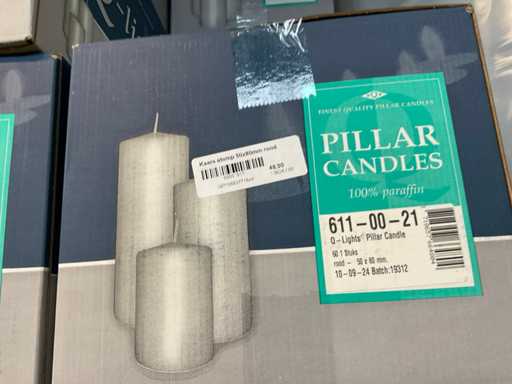 Kaars stomp 50x80mm rood
48.00
FINEST QUALITY PILLAR CANDLES
PILLAR
CANDLES
100% paraffin
611-00-21
Q-Lights Pillar Candle
60 1 Stuks
rood - 50 x 80 mm.
10-09-24 Batch:19312